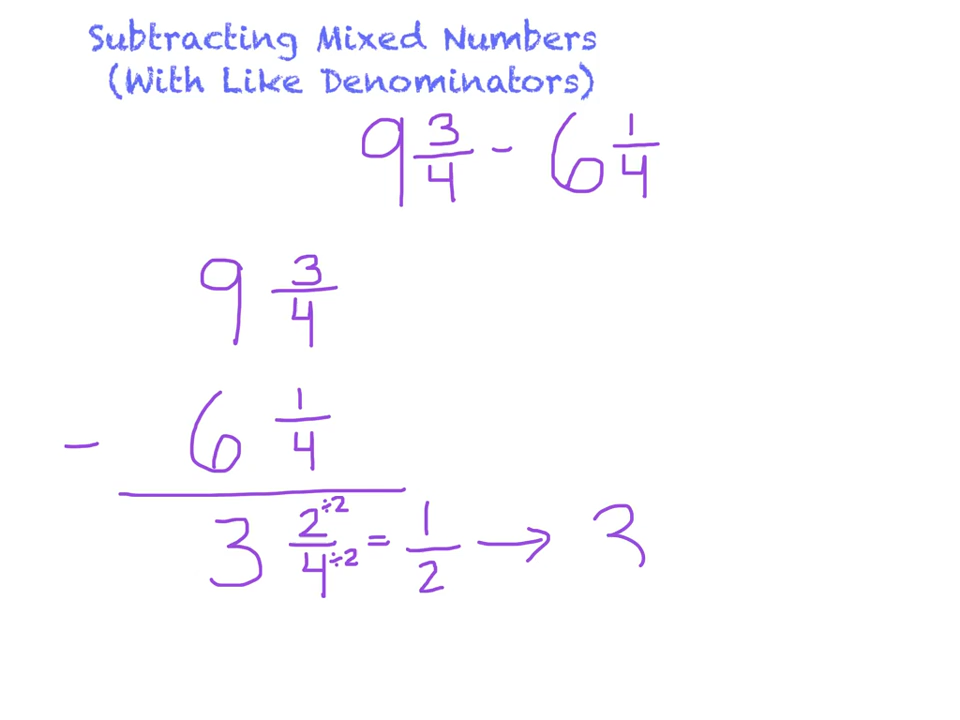 Subtracting Mixed Numbers
(With Like Denominators)
9 3/4 - 6 1/4
9 3/4
- 6 1/4
3 2÷2/4÷2 = 1/2 → 3